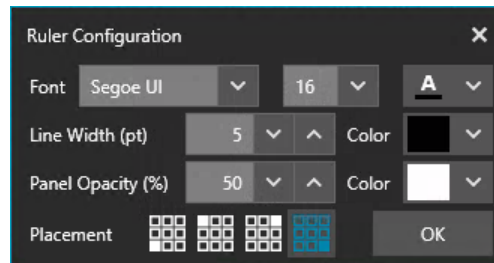 Ruler Configuration
Font Segoe UI 16 A
Line Width (pt) 5 Color
Panel Opacity (%) 50 Color
Placement OK